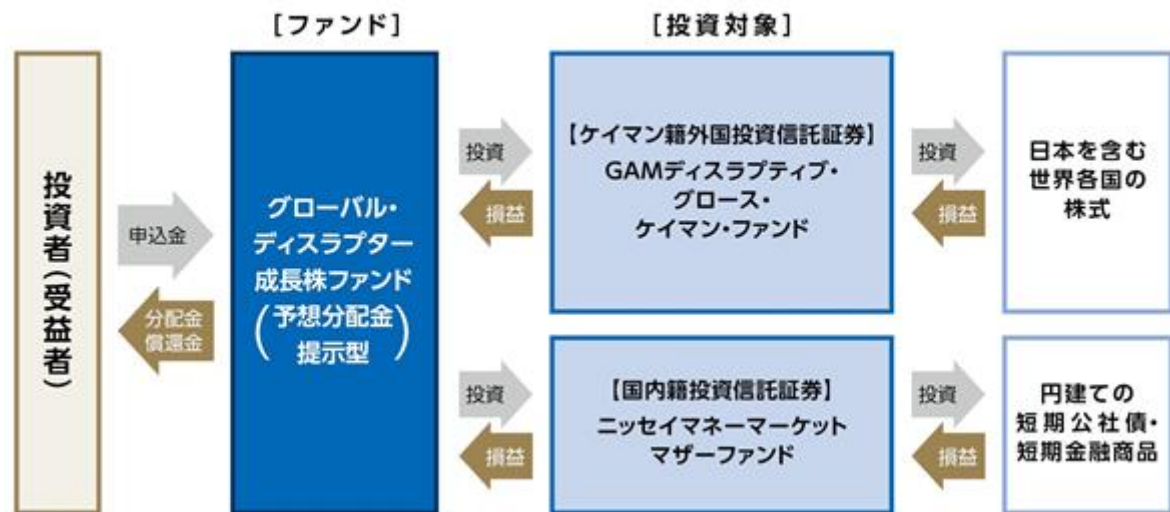 [ファンド]
[投資対象]
投資者(受益者)
申込金
分配金
償還金
グローバル・
ディスラプター
成長株ファンド
(予想分配金
提示型)
投資
損益
【ケイマン籍外国投資信託証券】
GAMディスラプティブ・
グロース・
ケイマン・ファンド
投資
損益
日本を含む
世界各国の
株式
投資
損益
【国内籍投資信託証券】
ニッセイマネーマーケット
マザーファンド
投資
損益
円建ての
短期公社債・
短期金融商品